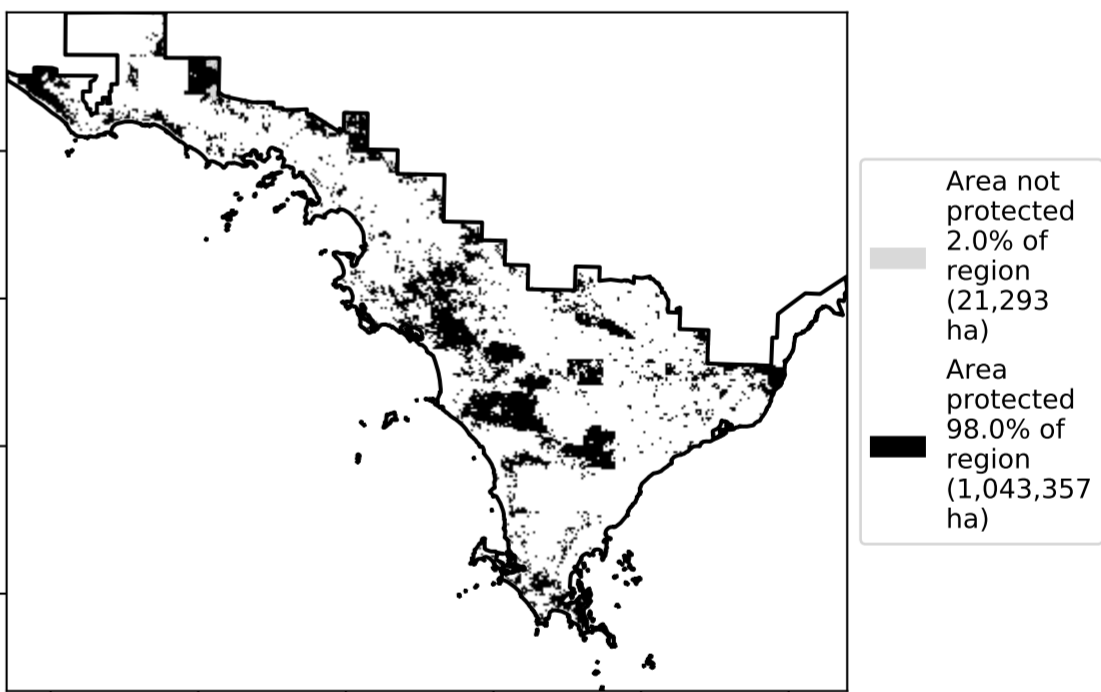 Area not
protected
2.0% of
region
(21,293
ha)
Area
protected
98.0% of
region
(1,043,357
ha)